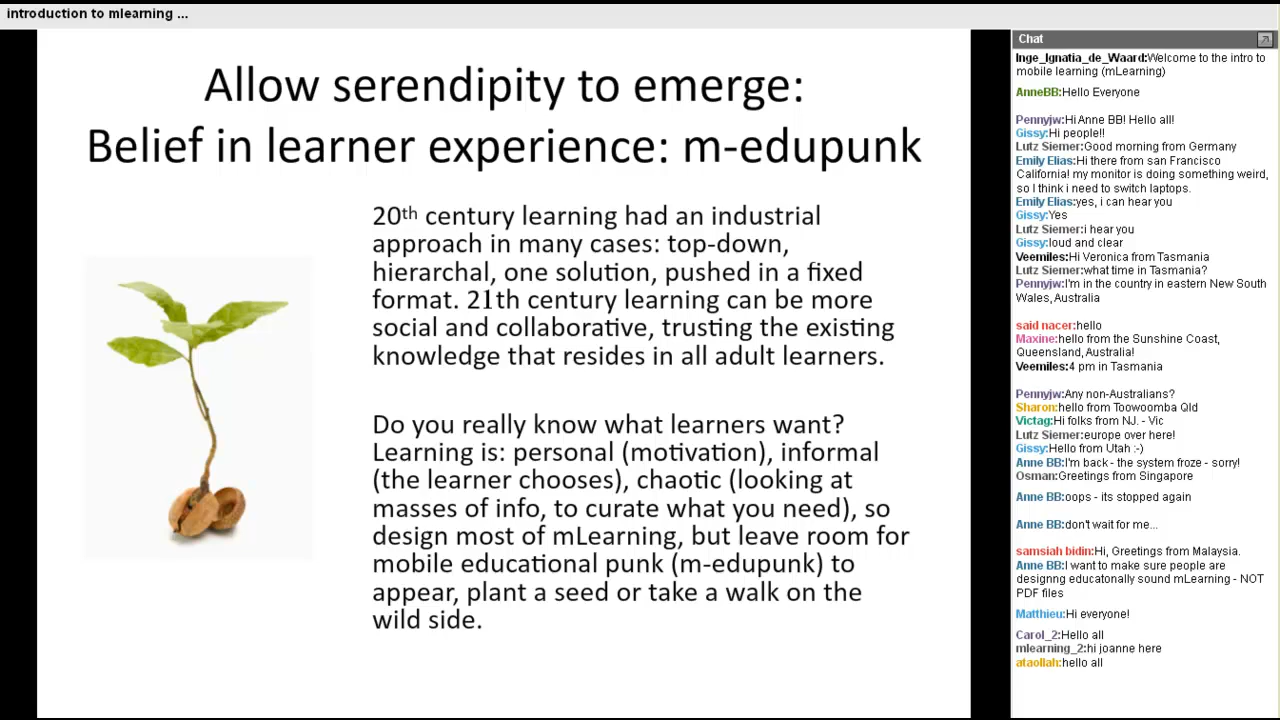 introduction to mlearning ...
Allow serendipity to emerge:
Belief in learner experience: m-edupunk
20th century learning had an industrial
approach in many cases: top-down,
hierarchal, one solution, pushed in a fixed
format. 21th century learning can be more
social and collaborative, trusting the existing
knowledge that resides in all adult learners.
Do you really know what learners want?
Learning is: personal (motivation), informal
(the learner chooses), chaotic (looking at
masses of info, to curate what you need), so
design most of mLearning, but leave room for
mobile educational punk (m-edupunk) to
appear, plant a seed or take a walk on the
wild side.
Chat
Inge_Ignatia_de_Waard:Welcome to the intro to
mobile learning (mLearning)
AnneBB:Hello Everyone
Pennyjw:Hi Anne BB! Hello all!
Gissy:Hi people!!
Lutz Siemer:Good morning from Germany
Emily Elias:Hi there from san Francisco
California! my monitor is doing something weird,
so I think i need to switch laptops.
Emily Elias:yes, i can hear you
Gissy:Yes
Lutz Siemer:i hear you
Gissy:loud and clear
Veemiles:Hi Veronica from Tasmania
Lutz Siemer:what time in Tasmania?
Pennyjw:I'm in the country in eastern New South
Wales, Australia
said nacer:hello
Maxine:hello from the Sunshine Coast,
Queensland, Australia!
Veemiles:4 pm in Tasmania
Pennyjw:Any non-Australians?
Sharon:hello from Toowoomba Qld
Victag:Hi folks from NJ. - Vic
Lutz Siemer:europe over here!
Gissy:Hello from Utah :-)
Anne BB:I'm back - the system froze - sorry!
Osman:Greetings from Singapore
Anne BB:oops - its stopped again
Anne BB:don't wait for me...
samsiah bidin:Hi, Greetings from Malaysia.
Anne BB:I want to make sure people are
designng educatonally sound mLearning - NOT
PDF files
Matthieu:Hi everyone!
Carol_2:Hello all
mlearning_2:hi joanne here
ataollah:hello all